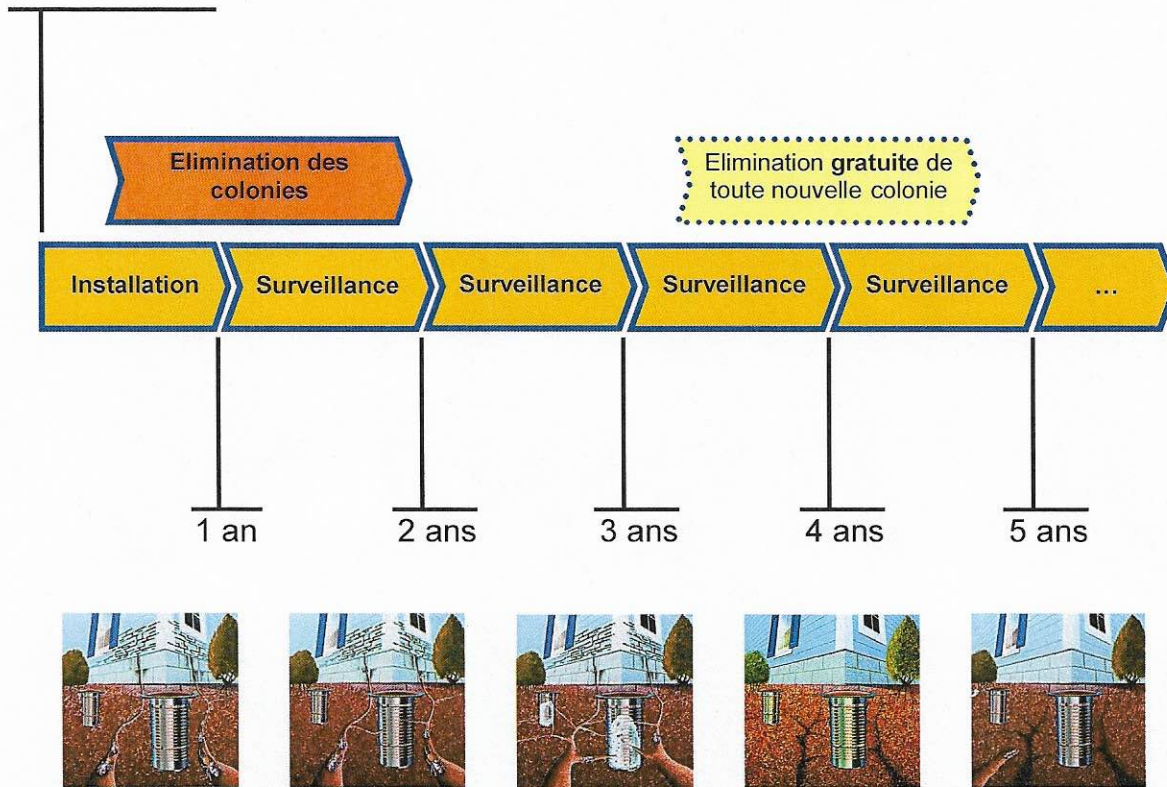 Elimination des
colonies
Elimination gratuite de
toute nouvelle colonie
Installation
Surveillance
Surveillance
Surveillance
Surveillance
...
1 an
2 ans
3 ans
4 ans
5 ans